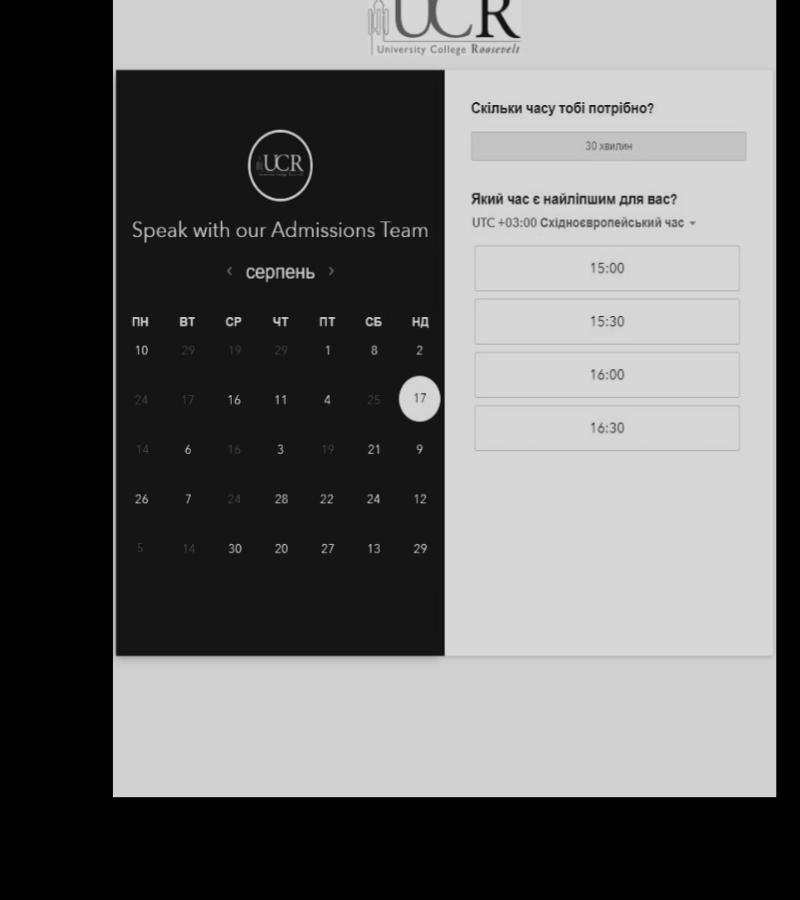 UCR
University College Roosevelt
UCR
Speak with our Admissions Team
‹ серпень ›
ПН ВТ СР ЧТ ПТ СБ НД
10 29 19 29 1 8 2
24 17 16 11 4 25 17
14 6 16 3 19 21 9
26 7 24 28 22 24 12
5 14 30 20 27 13 29
Скільки часу тобі потрібно?
30 хвилин
Який час є найліпшим для вас?
UTC +03:00 Східноєвропейський час
15:00
15:30
16:00
16:30